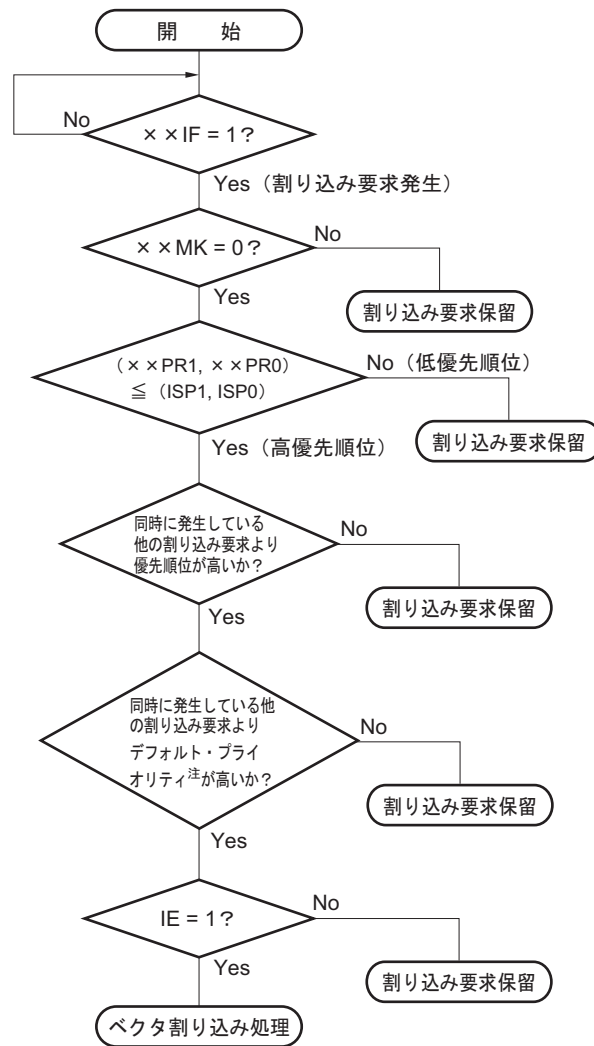 開　始
No
××IF = 1？
Yes（割り込み要求発生）
××MK = 0？
No
Yes
割り込み要求保留
（××PR1, ××PR0）
≦（ISP1, ISP0）
No（低優先順位）
Yes（高優先順位）
割り込み要求保留
同時に発生している
他の割り込み要求より
優先順位が高いか？
No
Yes
割り込み要求保留
同時に発生している他
の割り込み要求より
デフォルト・プライ
オリティ注が高いか？
No
Yes
割り込み要求保留
IE = 1？
No
Yes
割り込み要求保留
ベクタ割り込み処理